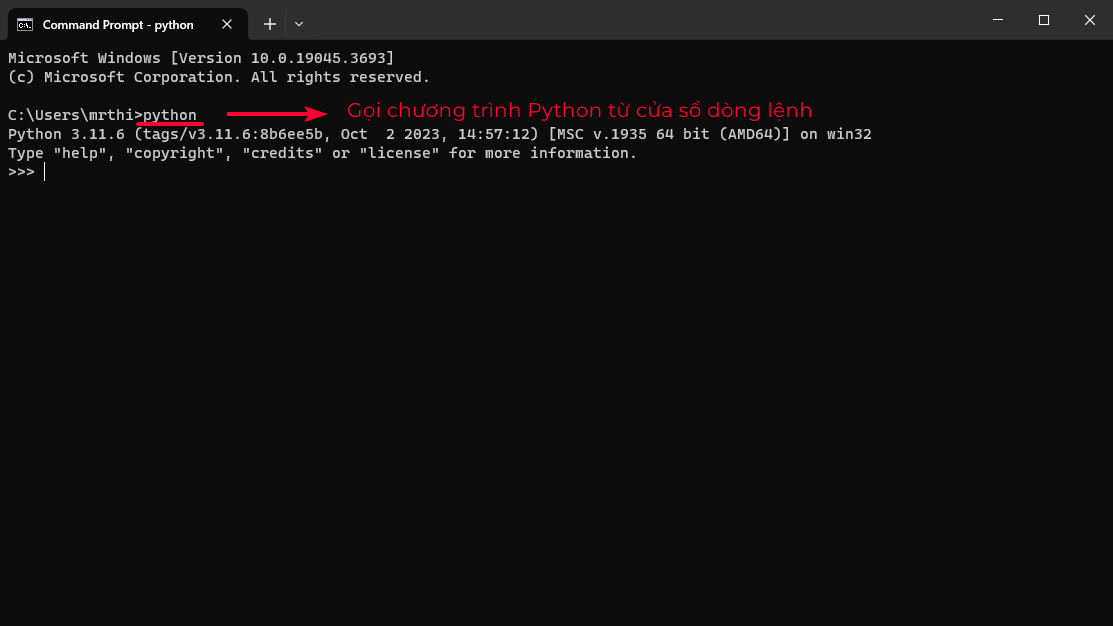 Command Prompt - python
Microsoft Windows [Version 10.0.19045.3693]
(c) Microsoft Corporation. All rights reserved.
C:\Users\mrthi>python
Gọi chương trình Python từ cửa sổ dòng lệnh
Python 3.11.6 (tags/v3.11.6:8b6ee5b, Oct  2 2023, 14:57:12) [MSC v.1935 64 bit (AMD64)] on win32
Type "help", "copyright", "credits" or "license" for more information.
>>>